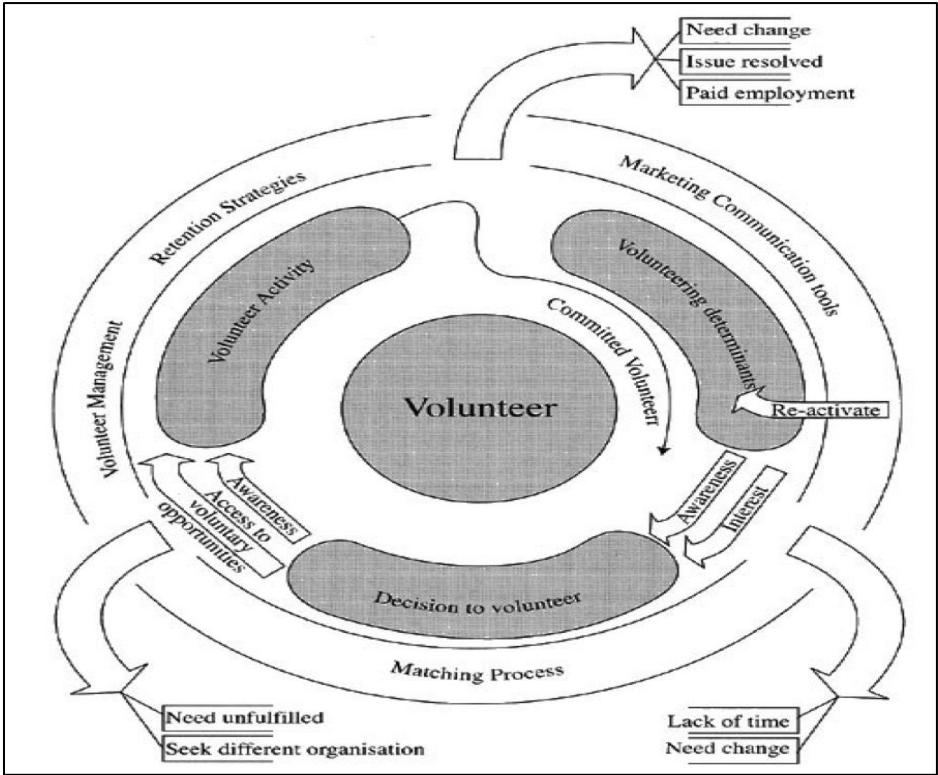 Need change
Issue resolved
Paid employment
Retention Strategies
Marketing Communication tools
Volunteer Management
Volunteer Activity
Volunteering determinants
Committed Volunteerr
Volunteer
Re-activate
Awareness
Interest
Awareness
Access to
voluntary
opportunities
Decision to volunteer
Matching Process
Need unfulfilled
Seek different organisation
Lack of time
Need change